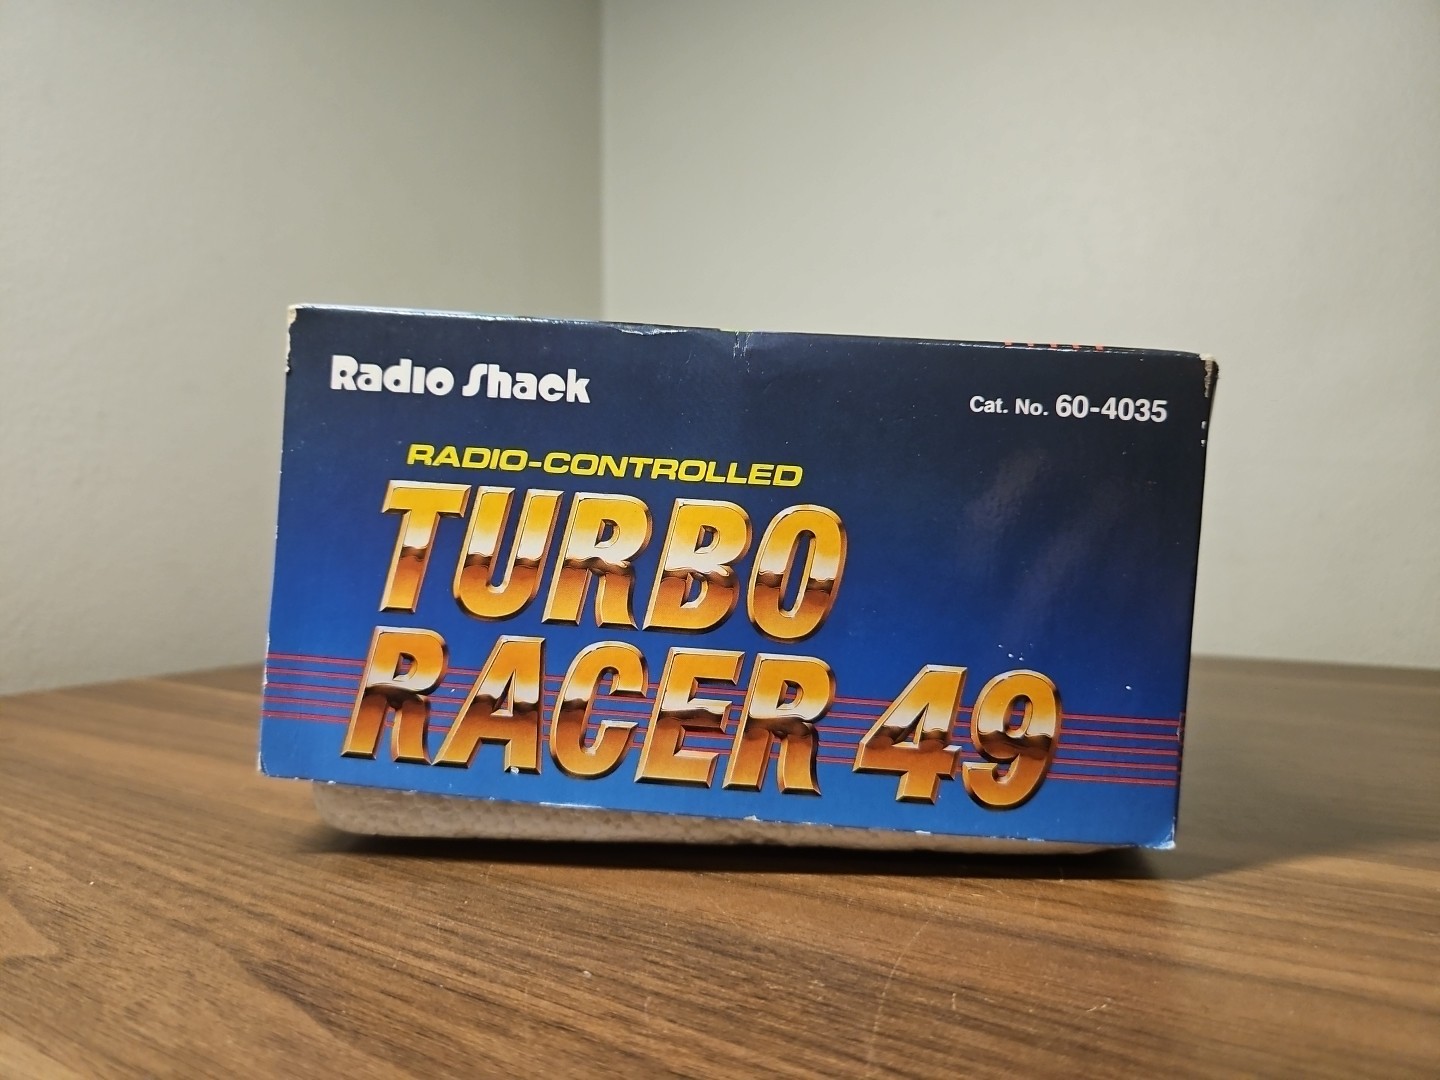 Radio Shack
Cat. No. 60-4035
RADIO-CONTROLLED
TURBO
RACER 49